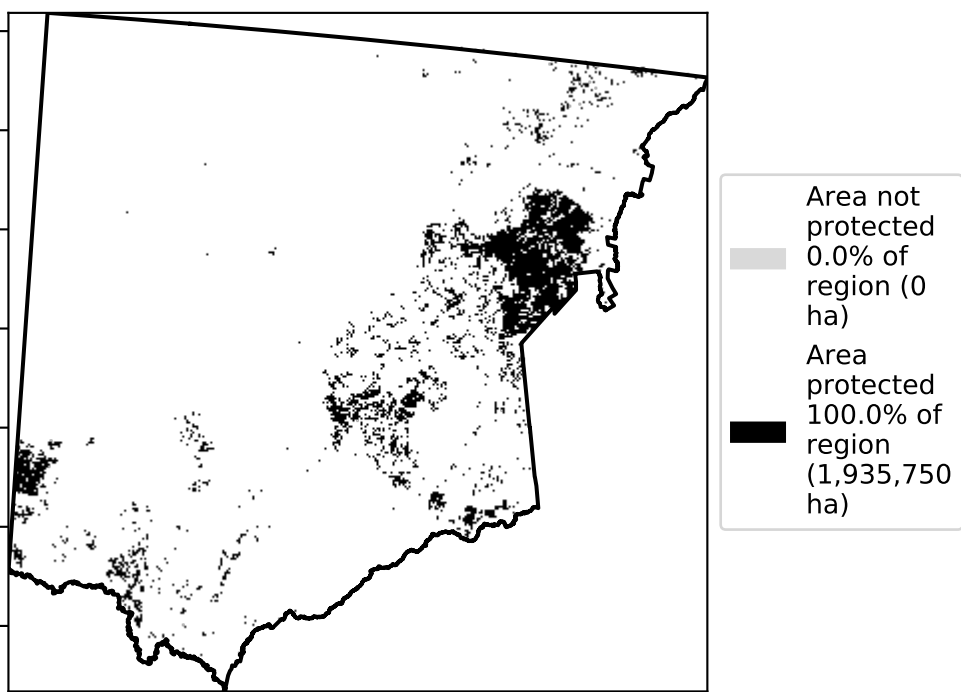 Area not
protected
0.0% of
region (0
ha)
Area
protected
100.0% of
region
(1,935,750
ha)